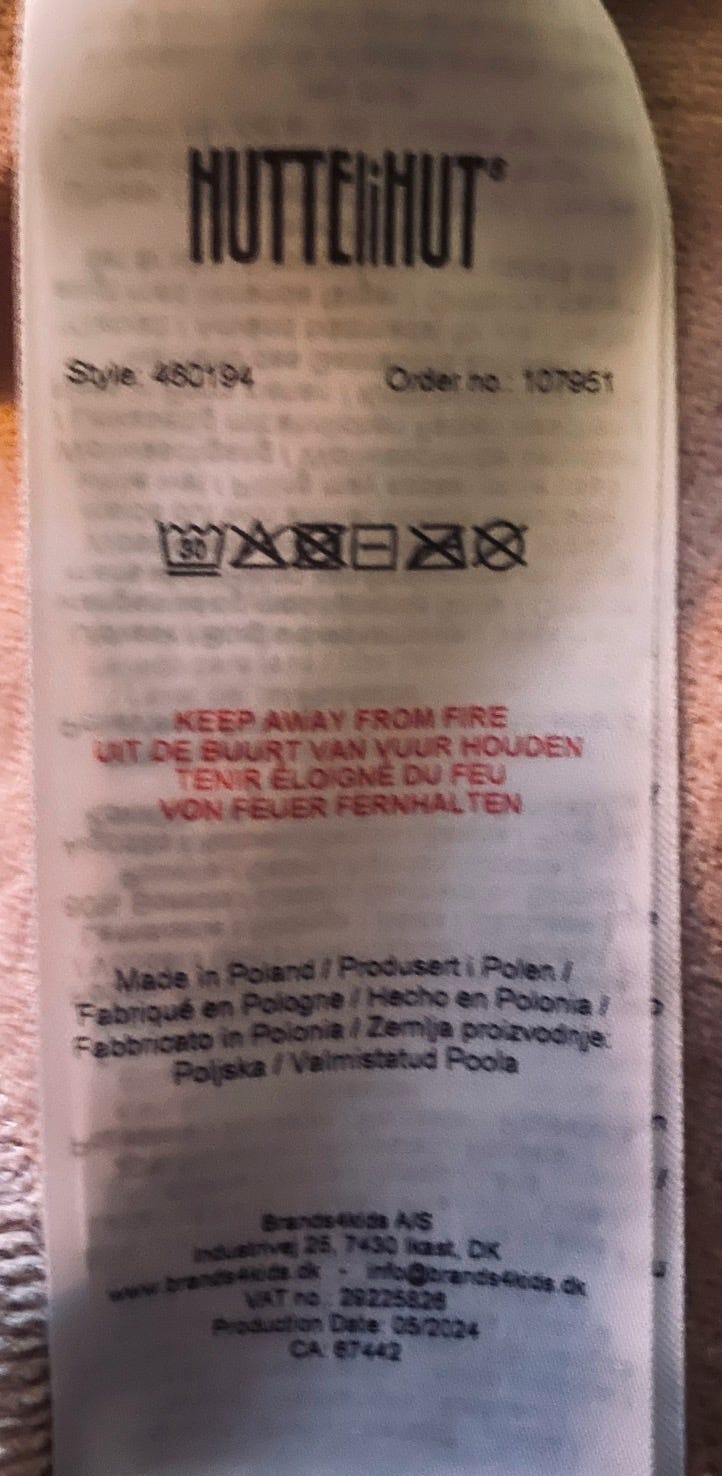 HUTTEliHUT®
Style: 460194 Order no.: 107951
30
KEEP AWAY FROM FIRE
UIT DE BUURT VAN VUUR HOUDEN
TENIR ÉLOIGNÉ DU FEU
VON FEUER FERNHALTEN
Made in Poland / Produsert i Polen /
Fabriqué en Pologne / Hecho en Polonia /
Fabbricato in Polonia / Zemlja proizvodnje:
Poljska / Valmistatud Poola
Brands4kids A/S
Industrivej 25, 7430 Ikast, DK
www.brands4kids.dk - info@brands4kids.dk
VAT no.: 29225826
Production Date: 05/2024
CA: 67442